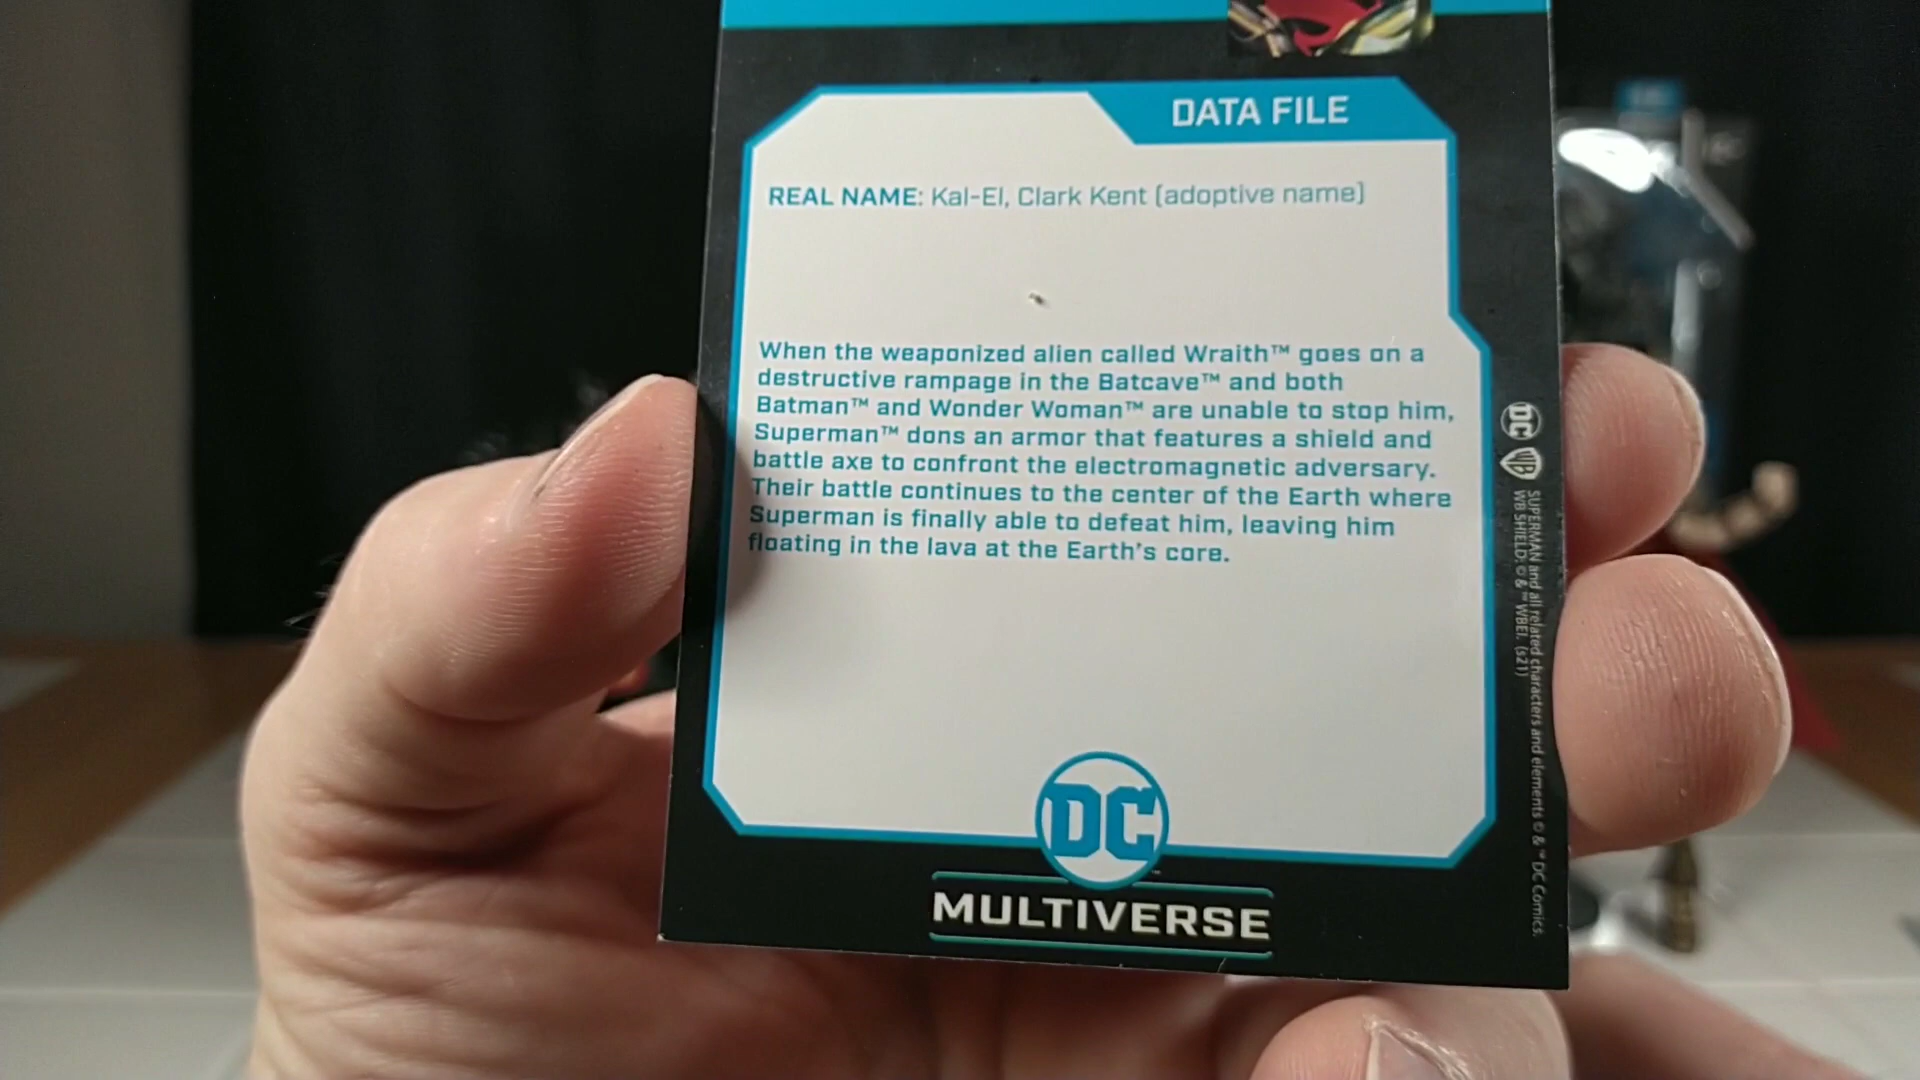 DATA FILE
REAL NAME: Kal-El, Clark Kent (adoptive name)
When the weaponized alien called Wraith™ goes on a
destructive rampage in the Batcave™ and both
Batman™ and Wonder Woman™ are unable to stop him,
Superman™ dons an armor that features a shield and
battle axe to confront the electromagnetic adversary.
Their battle continues to the center of the Earth where
Superman is finally able to defeat him, leaving him
floating in the lava at the Earth's core.
DC
MULTIVERSE
DC WB
SUPERMAN and all related characters and elements © & ™ DC Comics.
WB SHIELD: © & ™ WBEI. (s21)